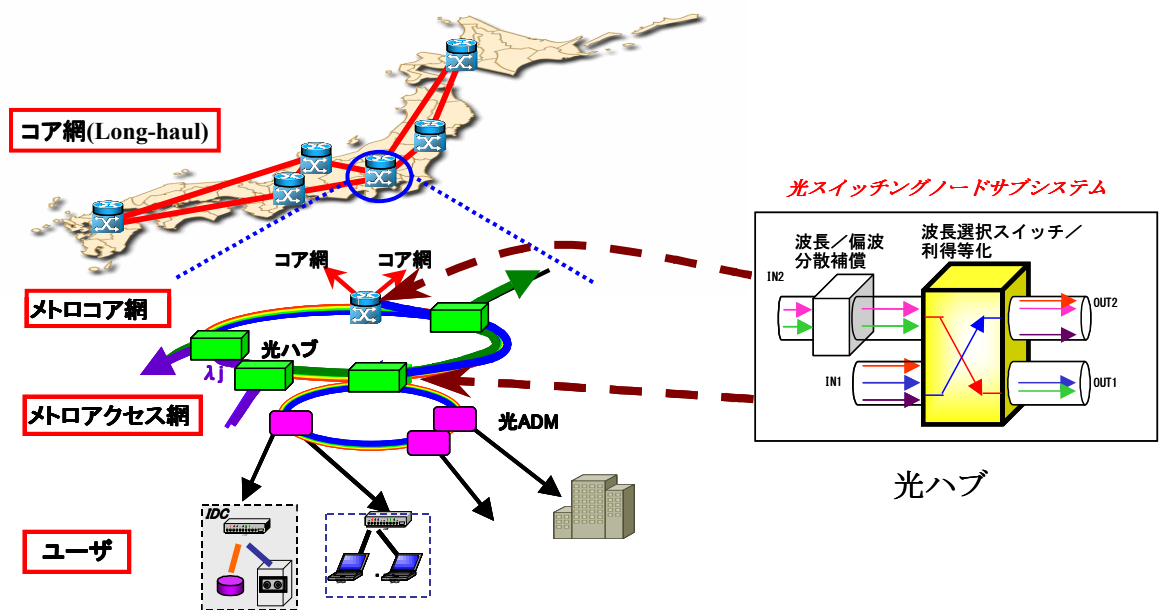 コア網(Long-haul)
光スイッチングノードサブシステム
波長／偏波
分散補償
波長選択スイッチ／
利得等化
IN2
OUT2
IN1
OUT1
光ハブ
コア網
コア網
メトロコア網
光ハブ
λj
メトロアクセス網
光ADM
IDC
ユーザ